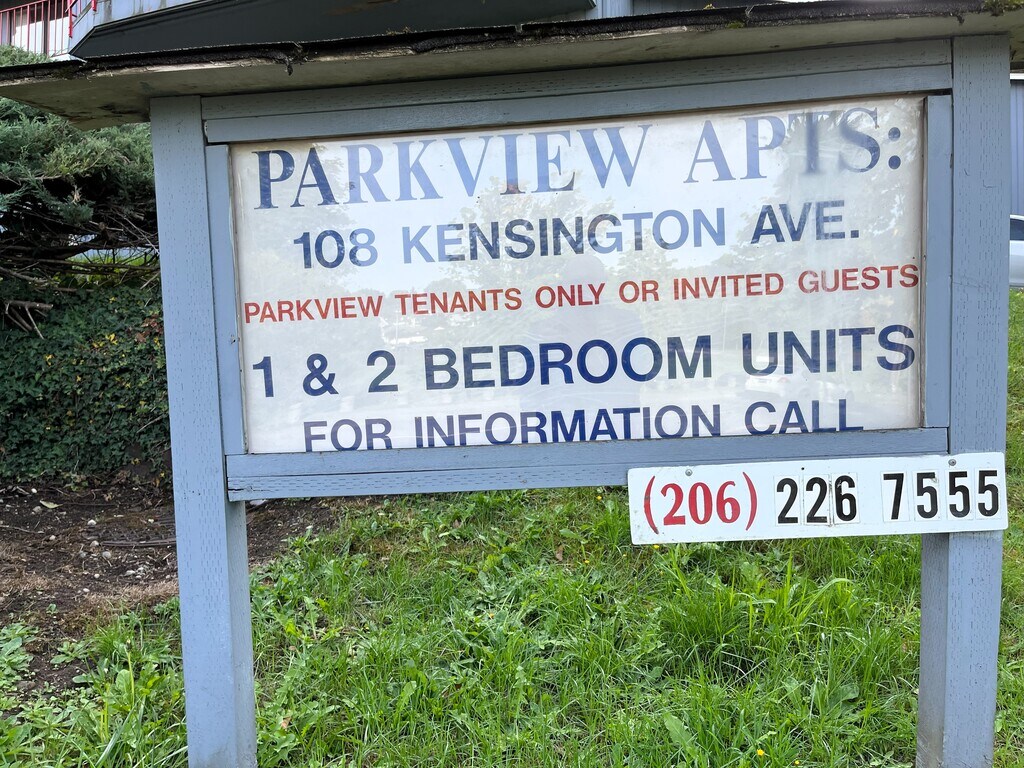 PARKVIEW APTS:
108 KENSINGTON AVE.
PARKVIEW TENANTS ONLY OR INVITED GUESTS
1 & 2 BEDROOM UNITS
FOR INFORMATION CALL
(206) 226 7555